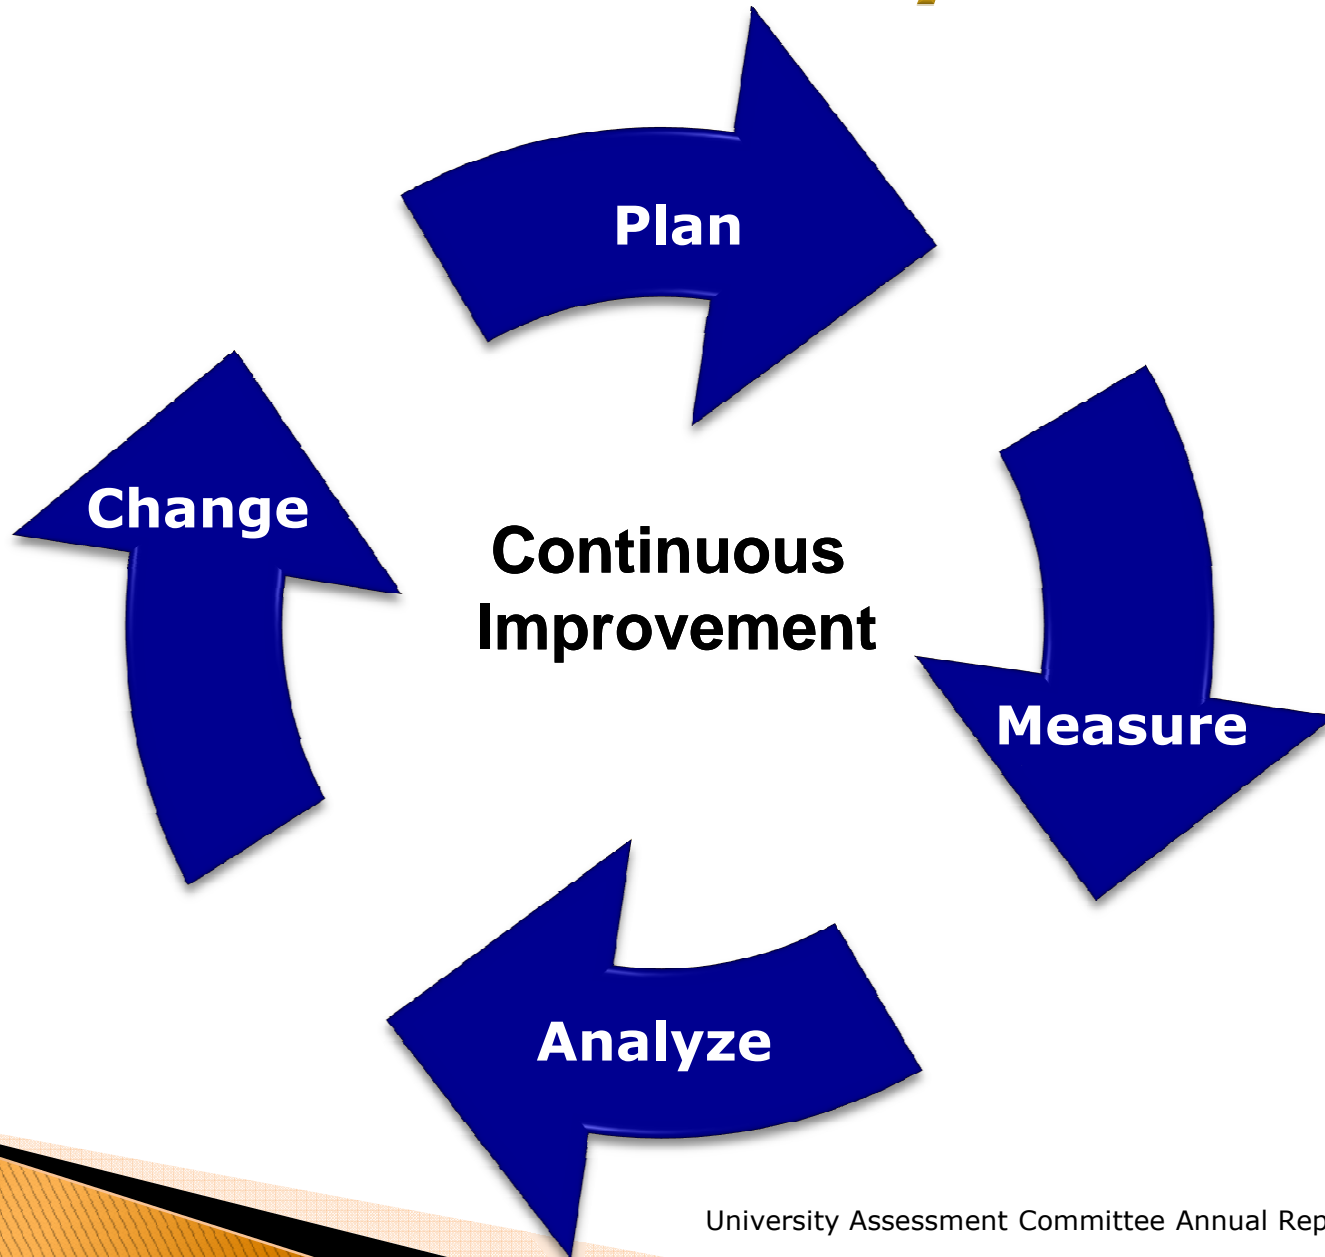 Plan
Change
Continuous
Improvement
Measure
Analyze
University Assessment Committee Annual